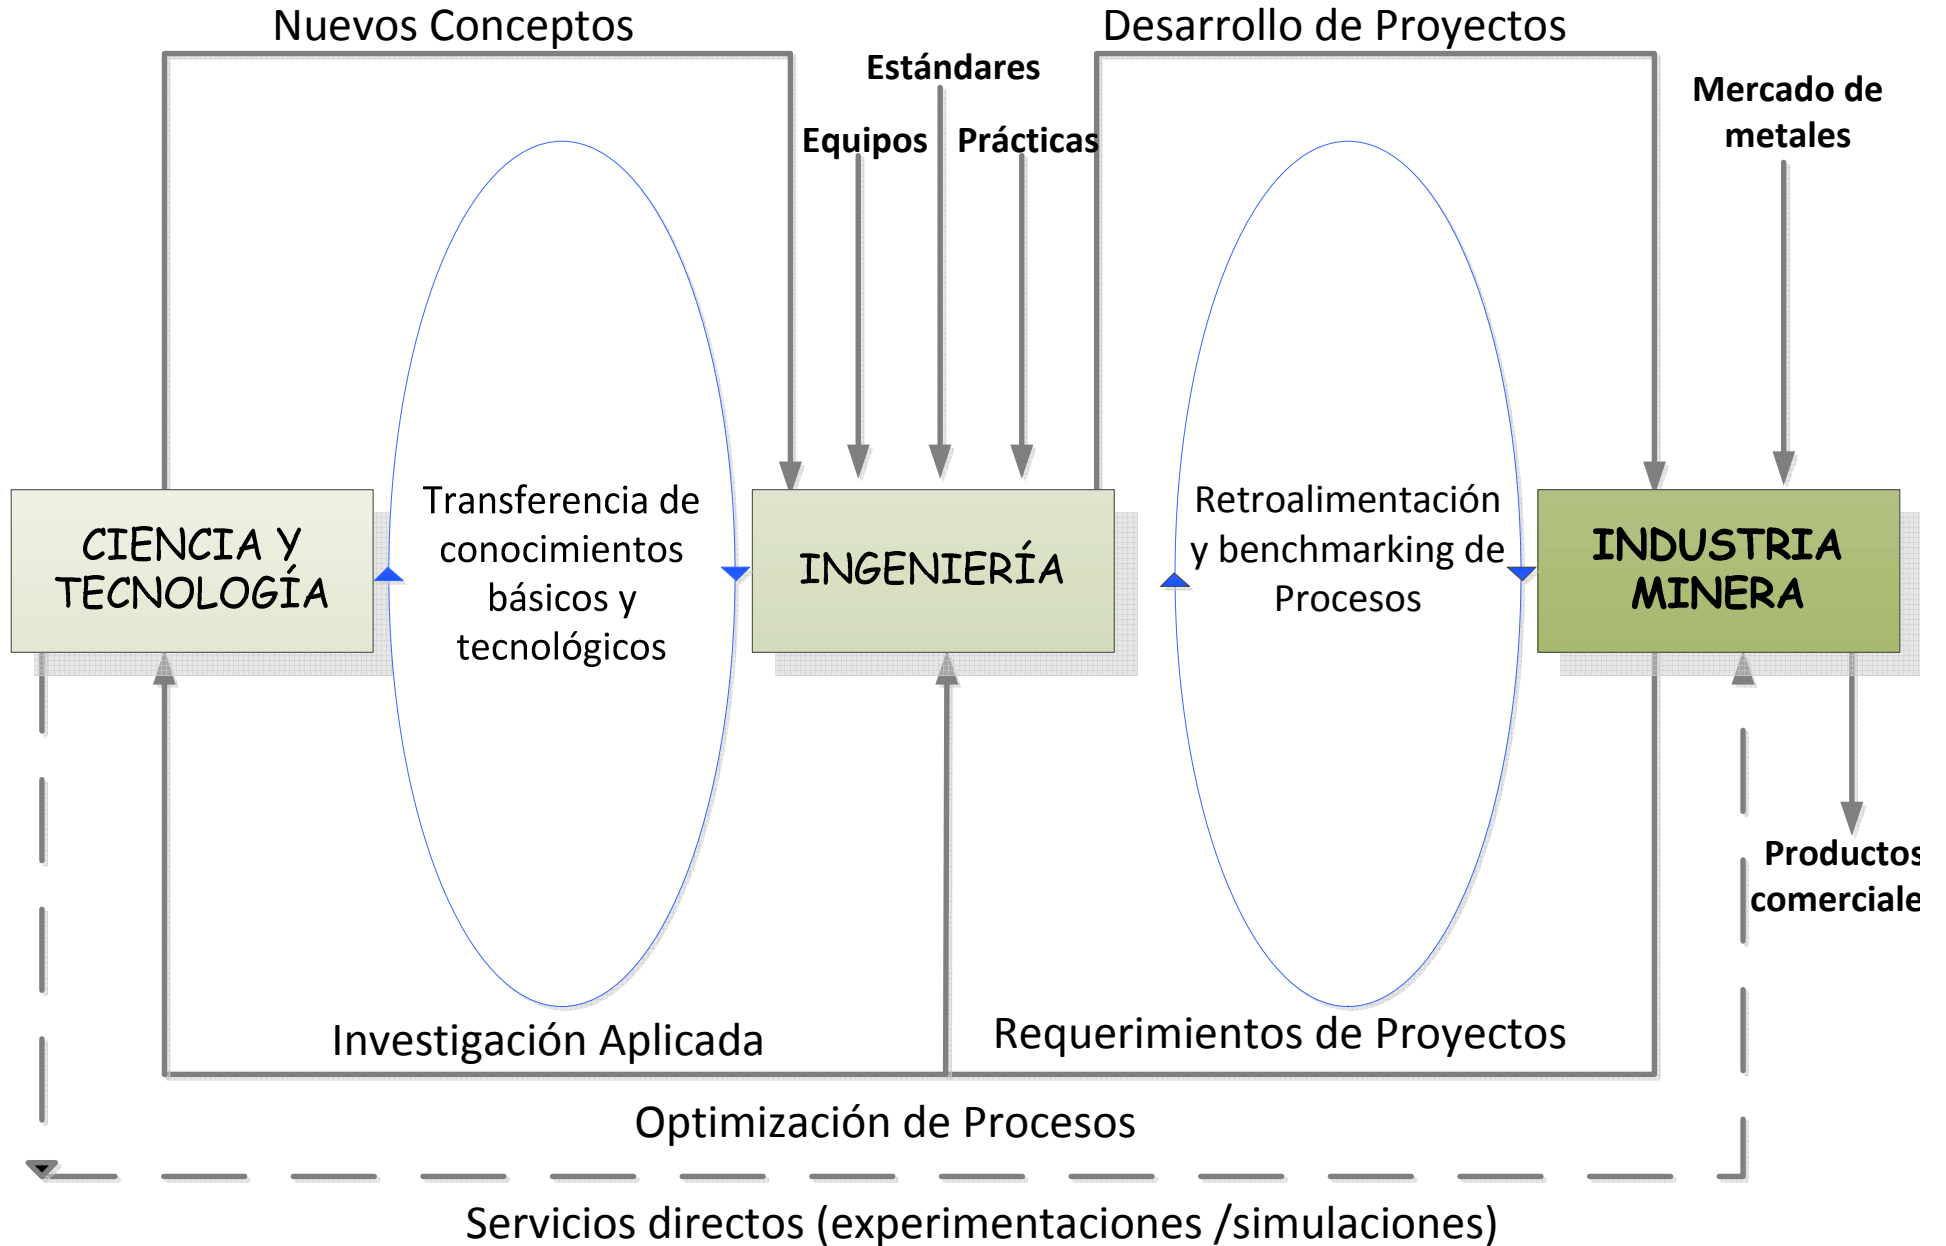 Nuevos Conceptos
Desarrollo de Proyectos
Estándares
Equipos
Prácticas
Mercado de
metales
CIENCIA Y
TECNOLOGÍA
Transferencia de
conocimientos
básicos y
tecnológicos
INGENIERÍA
Retroalimentación
y benchmarking de
Procesos
INDUSTRIA
MINERA
Productos
comerciale
Investigación Aplicada
Requerimientos de Proyectos
Optimización de Procesos
Servicios directos (experimentaciones /simulaciones)